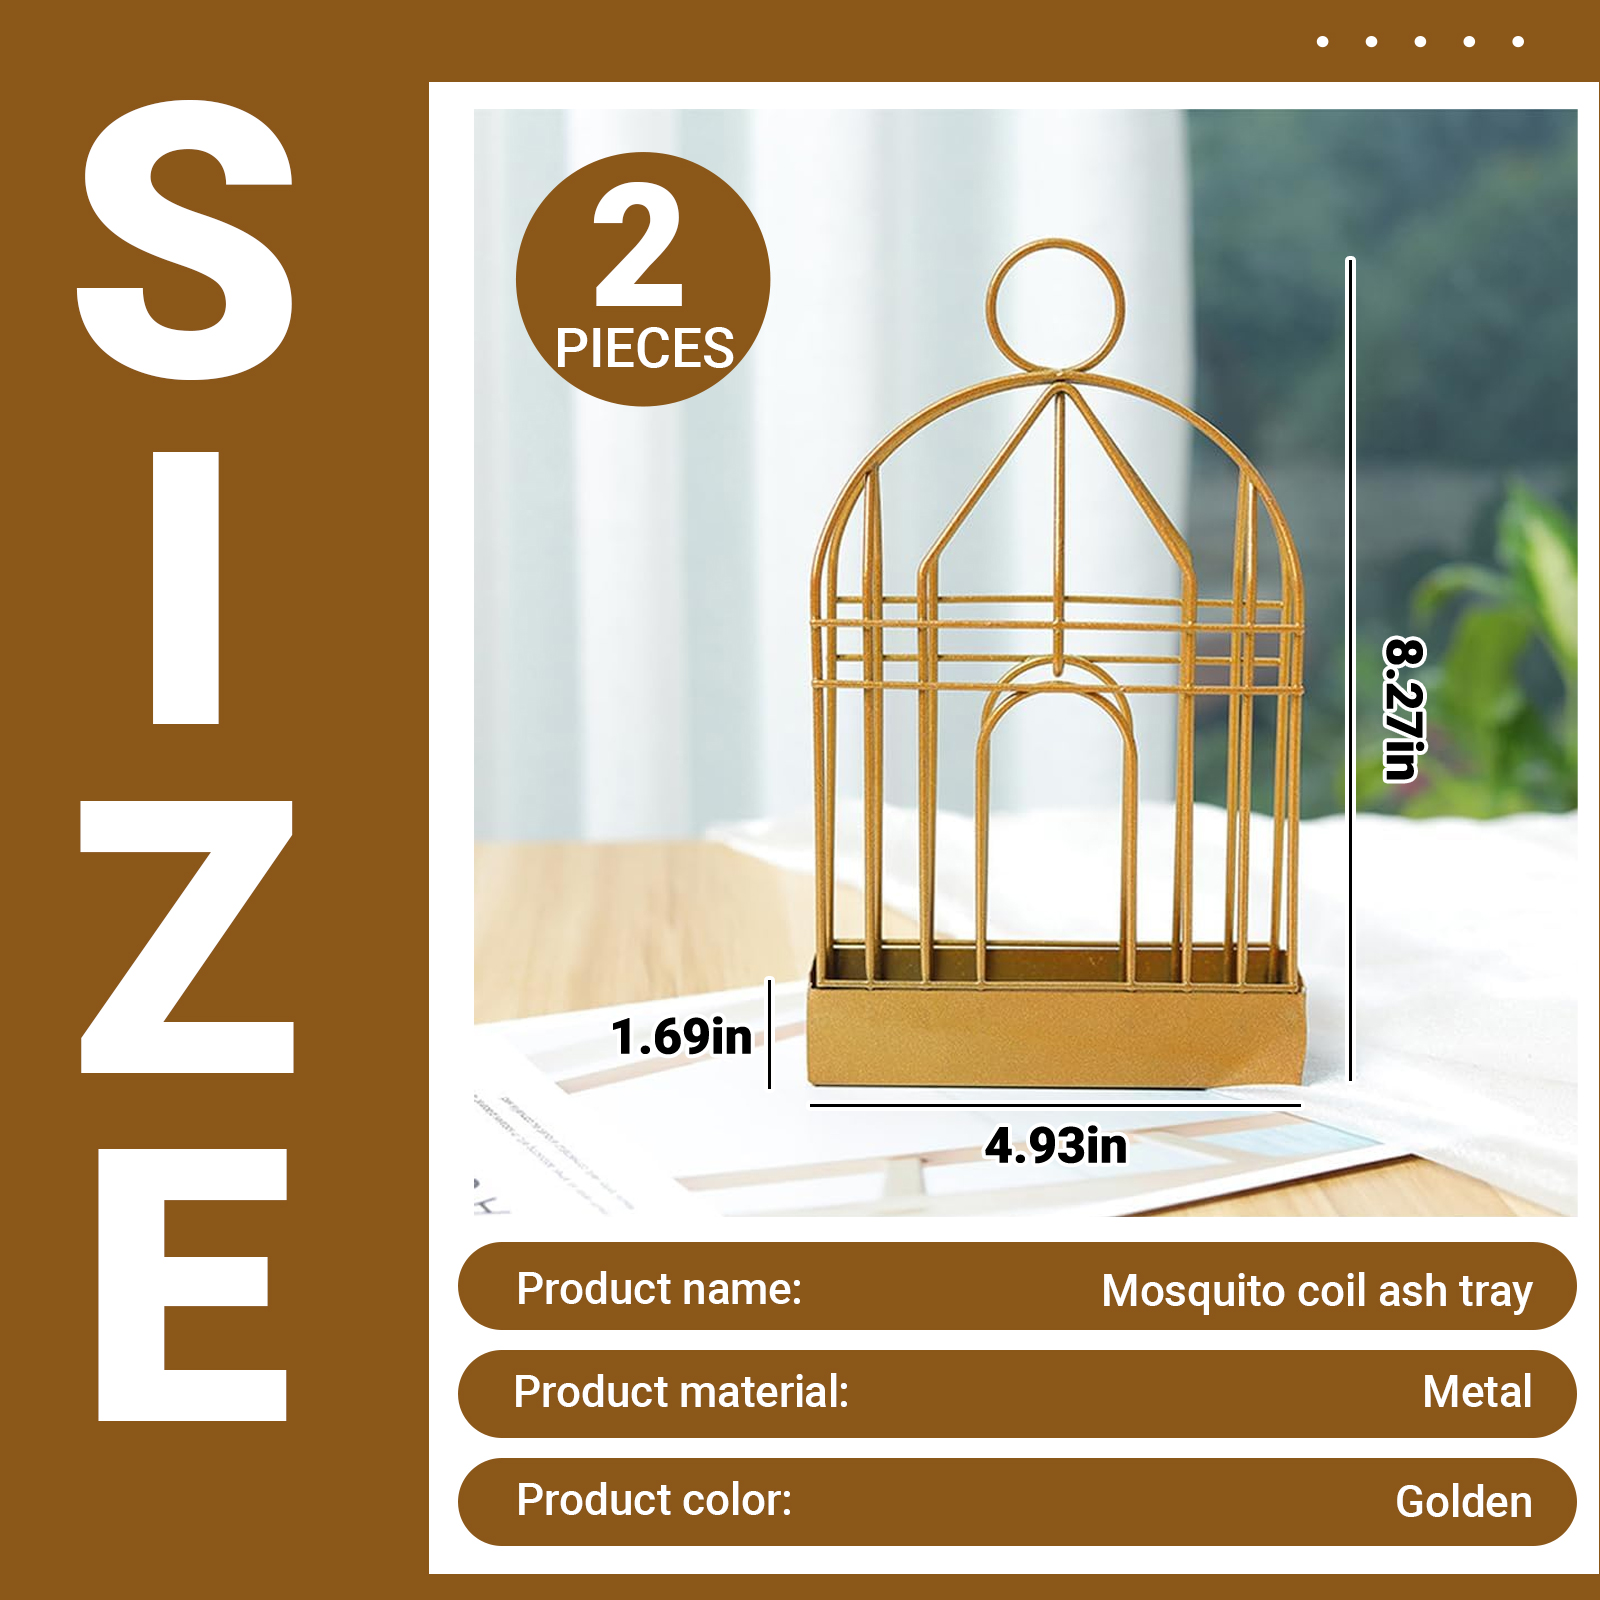 SIZE
2
PIECES
8.27in
1.69in
4.93in
Product name: Mosquito coil ash tray
Product material: Metal
Product color: Golden